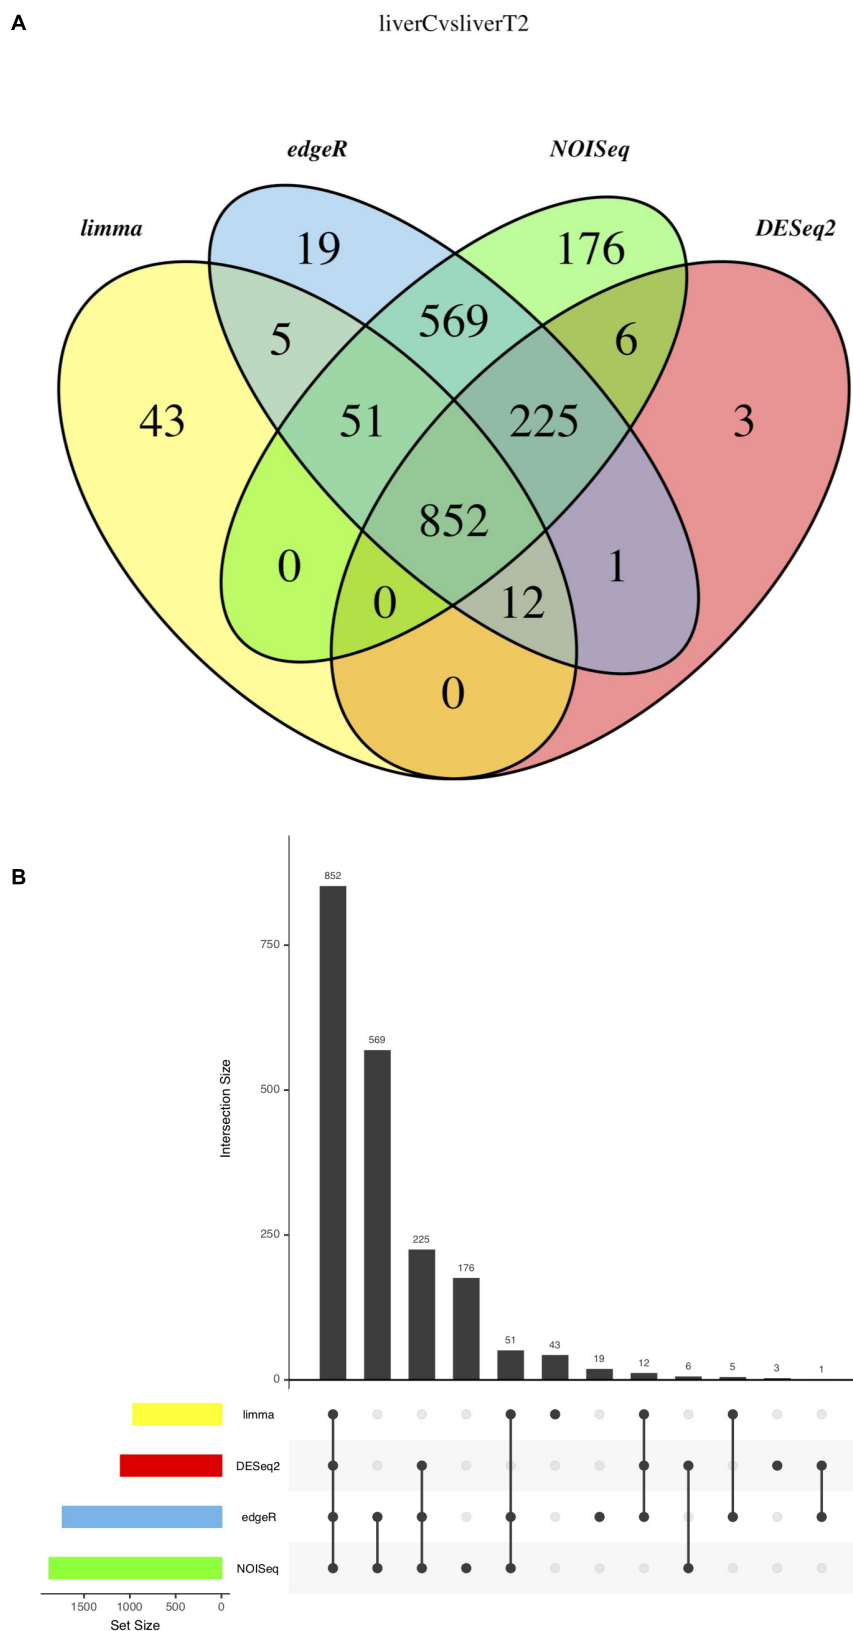 A
liverCvsliverT2
edgeR NOISeq
limma DESeq2
19 176
569
5 6
43 51 225 3
852
0 1
0 12
0
B
852
750
569
500
Intersection Size
250
225
176
51
43
19
12
6
5
3
1
0
limma
DESeq2
edgeR
NOISeq
1500 1000 500 0
Set Size